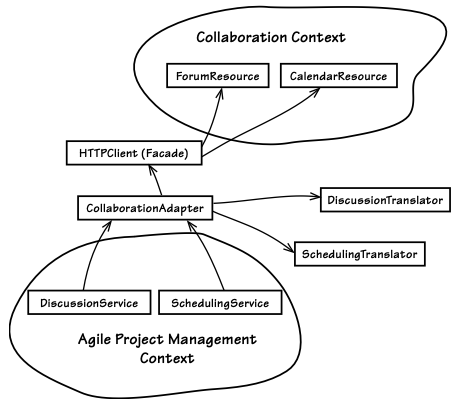 Collaboration Context
ForumResource
CalendarResource
HTTPClient (Facade)
CollaborationAdapter
DiscussionTranslator
SchedulingTranslator
DiscussionService
SchedulingService
Agile Project Management
Context